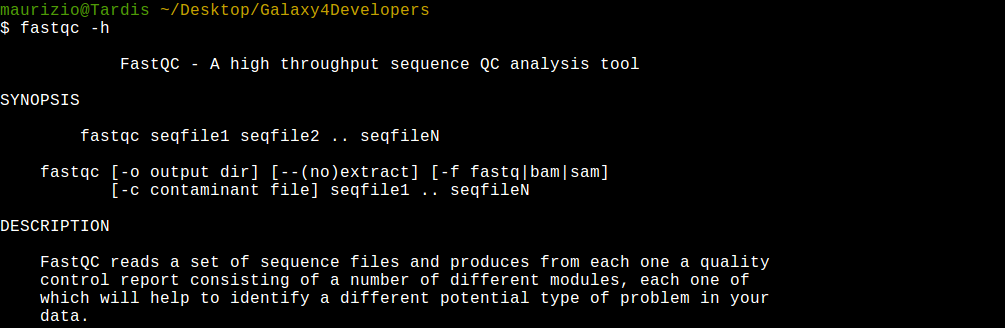 maurizio@Tardis ~/Desktop/Galaxy4Developers
$ fastqc -h
FastQC - A high throughput sequence QC analysis tool
SYNOPSIS
fastqc seqfile1 seqfile2 .. seqfileN
fastqc [-o output dir] [--(no)extract] [-f fastq|bam|sam]
[-c contaminant file] seqfile1 .. seqfileN
DESCRIPTION
FastQC reads a set of sequence files and produces from each one a quality
control report consisting of a number of different modules, each one of
which will help to identify a different potential type of problem in your
data.